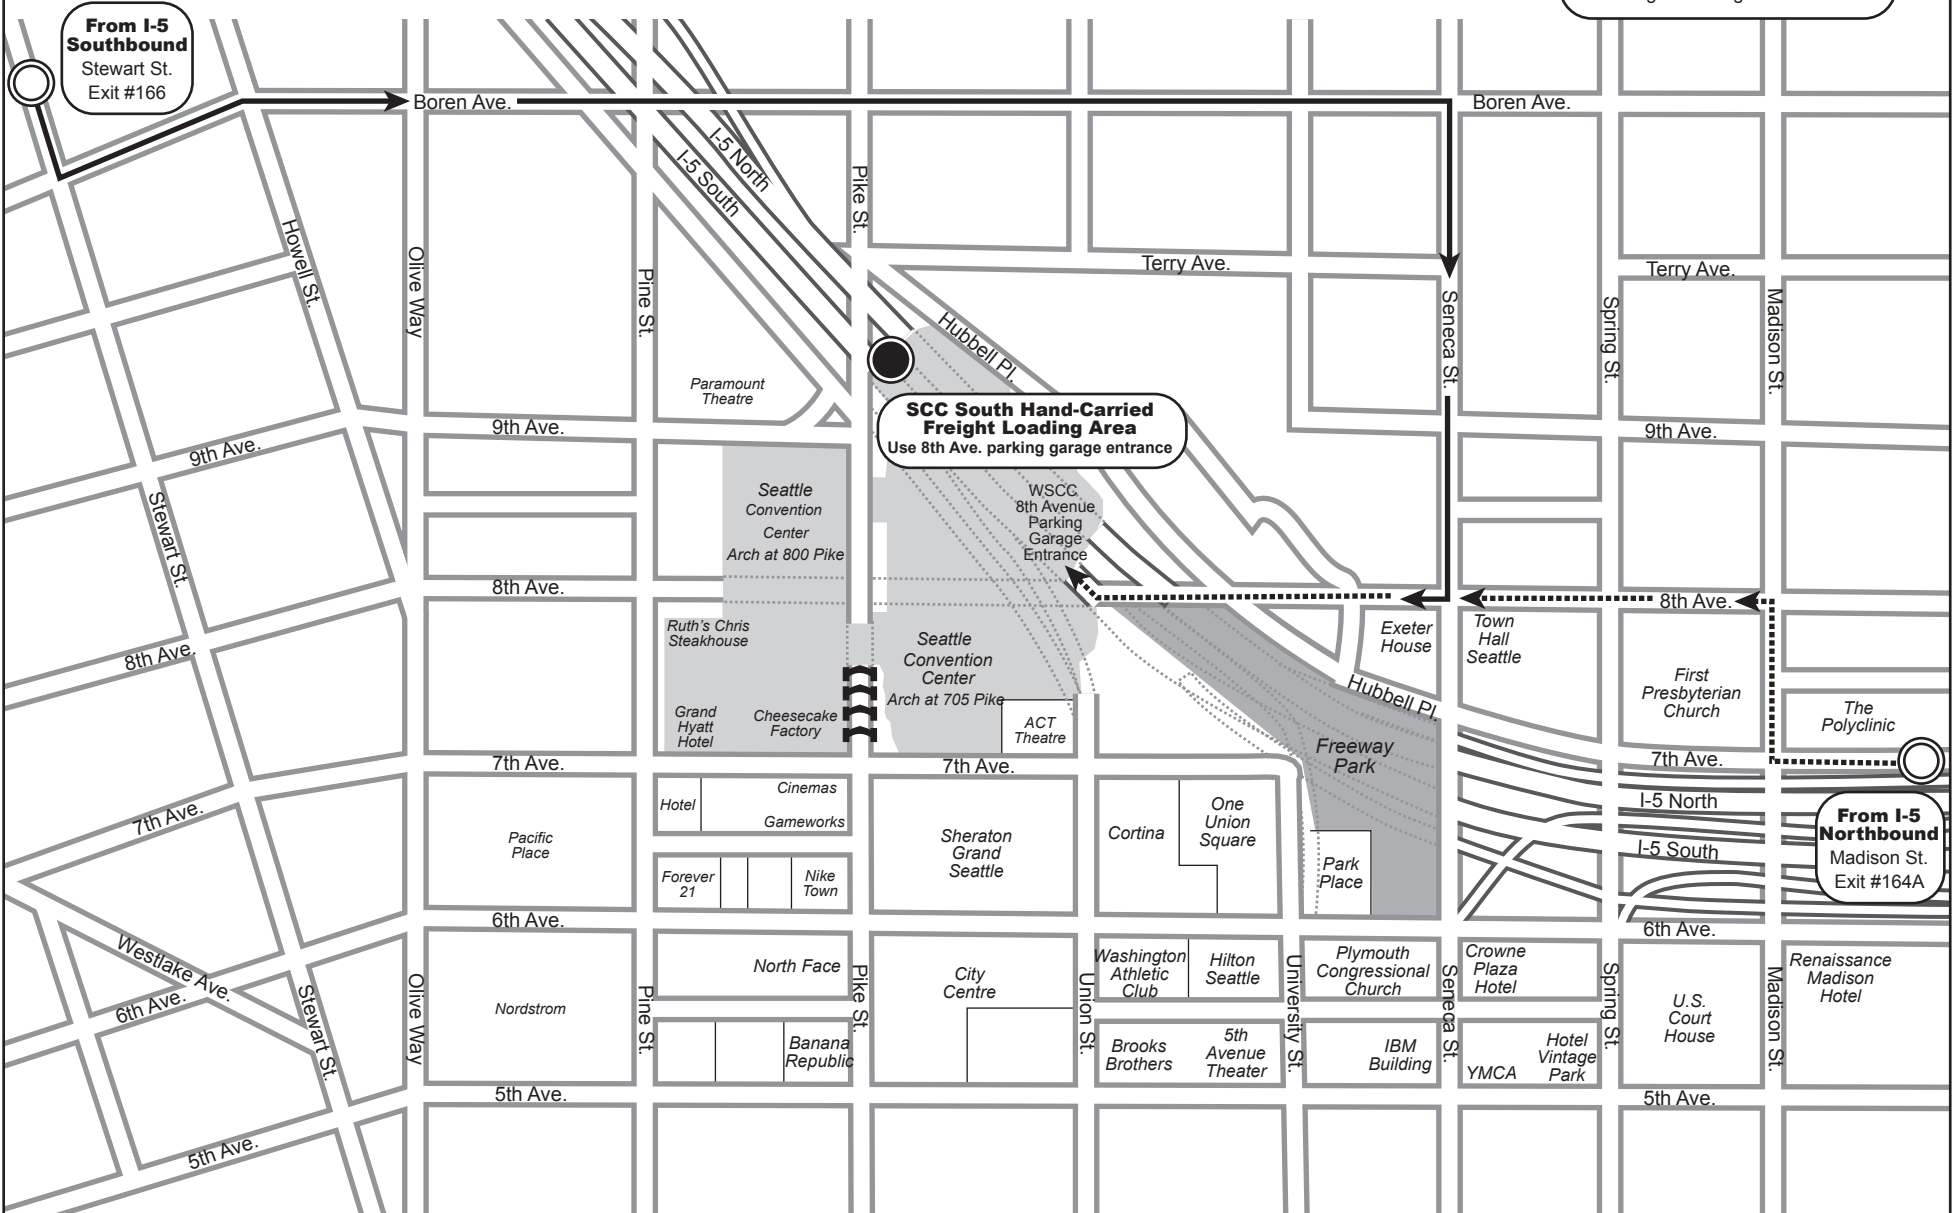 From I-5
Southbound
Stewart St.
Exit #166
Boren Ave.
Boren Ave.
I-5 North
I-5 South
Pike St.
Howell St.
Olive Way
Pine St.
Terry Ave.
Terry Ave.
Seneca St.
Spring St.
Madison St.
Hubbell Pl.
Paramount
Theatre
SCC South Hand-Carried
Freight Loading Area
Use 8th Ave. parking garage entrance
9th Ave.
9th Ave.
9th Ave.
Stewart St.
Seattle
Convention
Center
Arch at 800 Pike
WSCC
8th Avenue
Parking
Garage
Entrance
8th Ave.
8th Ave.
8th Ave.
Ruth's Chris
Steakhouse
Seattle
Convention
Center
Arch at 705 Pike
Exeter
House
Town
Hall
Seattle
First
Presbyterian
Church
The
Polyclinic
Hubbell Pl.
Grand
Hyatt
Hotel
Cheesecake
Factory
ACT
Theatre
Freeway
Park
7th Ave.
7th Ave.
7th Ave.
7th Ave.
Hotel
Cinemas
Gameworks
I-5 North
I-5 South
From I-5
Northbound
Madison St.
Exit #164A
Pacific
Place
Sheraton
Grand
Seattle
Cortina
One
Union
Square
Park
Place
Forever
21
Nike
Town
6th Ave.
6th Ave.
6th Ave.
Westlake Ave.
Stewart St.
Olive Way
Nordstrom
Pine St.
North Face
Pike St.
City
Centre
Union St.
Washington
Athletic
Club
Hilton
Seattle
University St.
Plymouth
Congressional
Church
Seneca St.
Crowne
Plaza
Hotel
Spring St.
U.S.
Court
House
Madison St.
Renaissance
Madison
Hotel
Banana
Republic
Brooks
Brothers
5th
Avenue
Theater
IBM
Building
YMCA
Hotel
Vintage
Park
5th Ave.
5th Ave.
5th Ave.